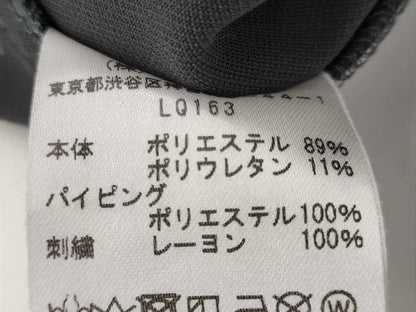 東京都渋谷区
LQ163
本体 ポリエステル 89%
ポリウレタン 11%
パイピング
ポリエステル 100%
刺繍 レーヨン 100%
W